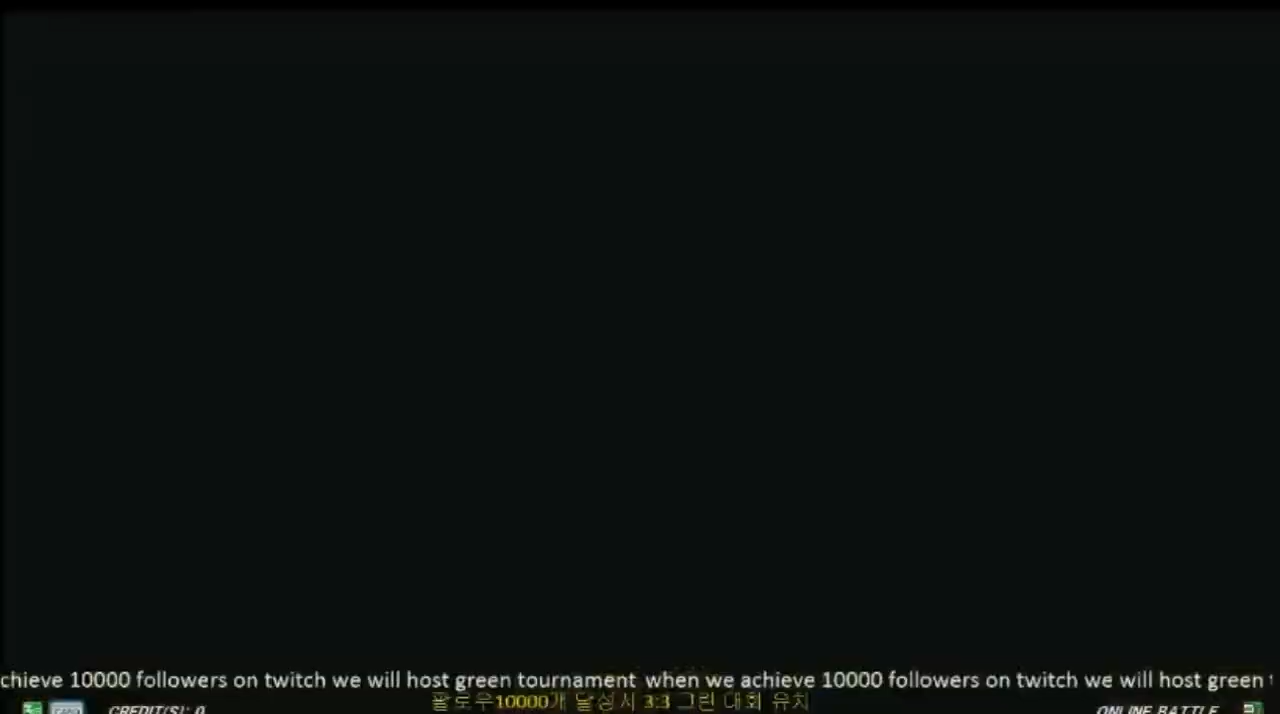 chieve 10000 followers on twitch we will host green tournament when we achieve 10000 followers on twitch we will host green
팔로우10000개 달성시 3:3 그린 대회 유치
CREDIT(S): 0 ONLINE BATTLE